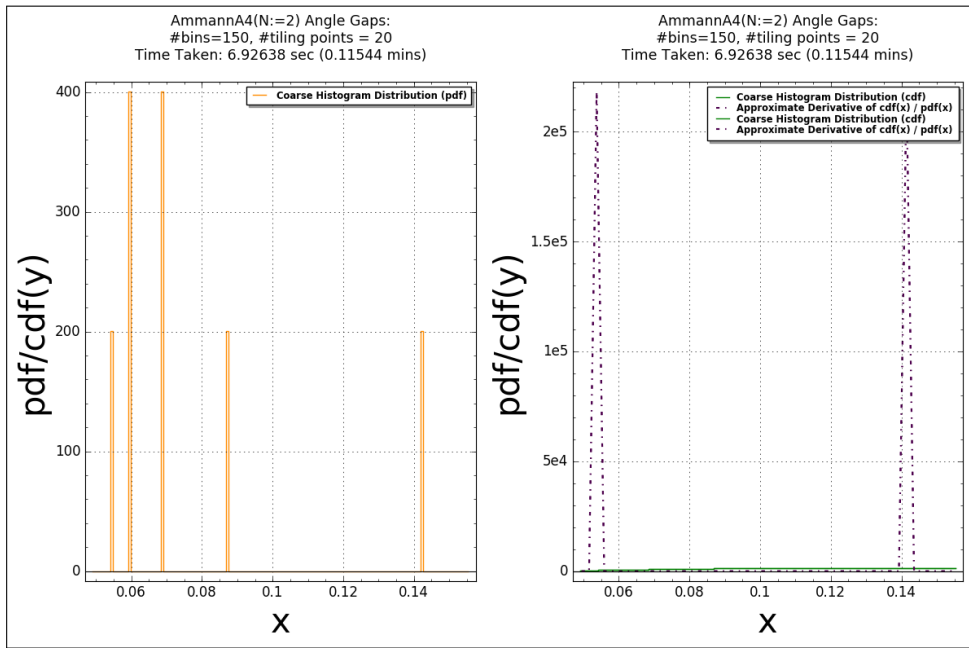 AmmannA4(N:=2) Angle Gaps:
#bins=150, #tiling points = 20
Time Taken: 6.92638 sec (0.11544 mins)
400
300
200
100
0
0.06
0.08
0.10
0.12
0.14
pdf/cdf(y)
x
Coarse Histogram Distribution (pdf)
AmmannA4(N:=2) Angle Gaps:
#bins=150, #tiling points = 20
Time Taken: 6.92638 sec (0.11544 mins)
2e5
1.5e5
1e5
5e4
0
0.06
0.08
0.10
0.12
0.14
pdf/cdf(y)
x
Coarse Histogram Distribution (cdf)
Approximate Derivative of cdf(x) / pdf(x)
Coarse Histogram Distribution (cdf)
Approximate Derivative of cdf(x) / pdf(x)